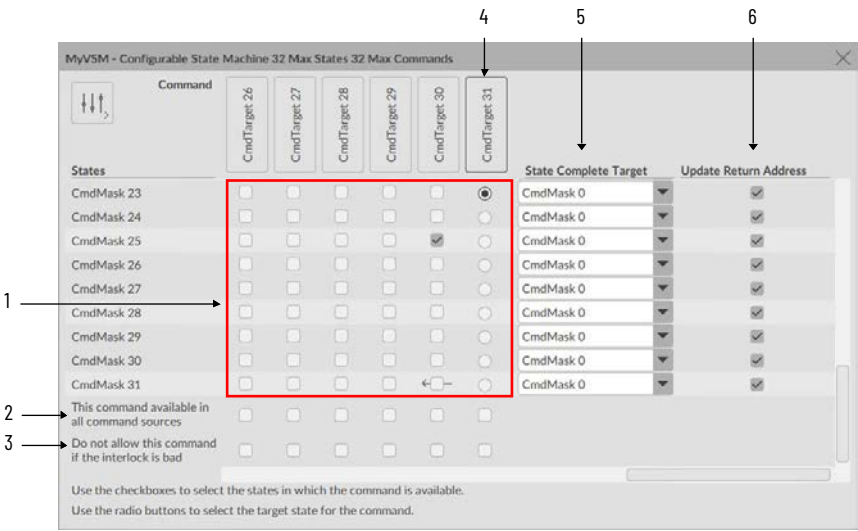 4 5 6
MyVSM - Configurable State Machine 32 Max States 32 Max Commands
Command
CmdTarget 26
CmdTarget 27
CmdTarget 28
CmdTarget 29
CmdTarget 30
CmdTarget 31
States State Complete Target Update Return Address
CmdMask 23 CmdMask 0
CmdMask 24 CmdMask 0
CmdMask 25 CmdMask 0
CmdMask 26 CmdMask 0
CmdMask 27 CmdMask 0
1
CmdMask 28 CmdMask 0
CmdMask 29 CmdMask 0
CmdMask 30 CmdMask 0
CmdMask 31 CmdMask 0
2 This command available in
all command sources
3 Do not allow this command
if the interlock is bad
Use the checkboxes to select the states in which the command is available.
Use the radio buttons to select the target state for the command.